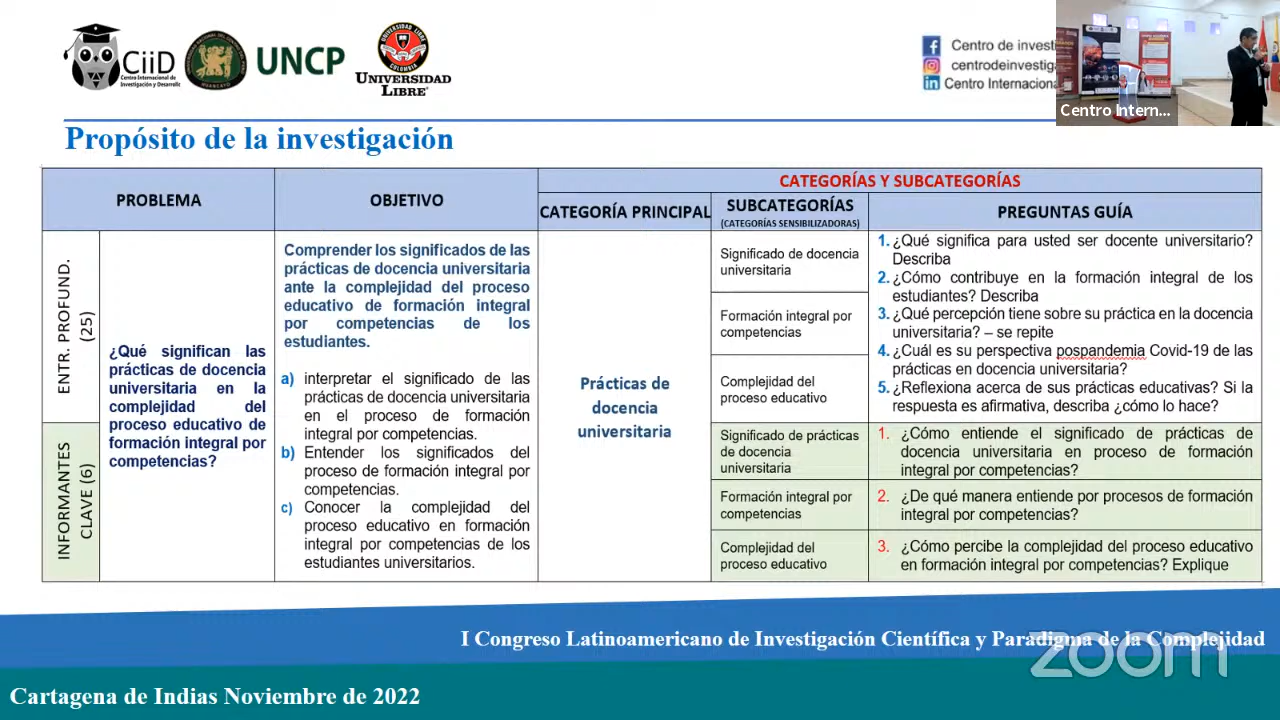 CiiD
Centro Internacional de
Investigación y Desarrollo
UNCP
UNIVERSIDAD LIBRE
COLOMBIA
UNIVERSIDAD
LIBRE
Centro de invest
centrodeinvestiga
Centro Internaciona
Centro Intern...
Propósito de la investigación
PROBLEMA
OBJETIVO
CATEGORÍAS Y SUBCATEGORÍAS
CATEGORÍA PRINCIPAL
SUBCATEGORÍAS
(CATEGORÍAS SENSIBILIZADORAS)
PREGUNTAS GUÍA
ENTR. PROFUND.
(25)
INFORMANTES
CLAVE (6)
¿Qué significan las
prácticas de docencia
universitaria en la
complejidad del
proceso educativo de
formación integral por
competencias?
Comprender los significados de las
prácticas de docencia universitaria
ante la complejidad del proceso
educativo de formación integral
por competencias de los
estudiantes.
a) interpretar el significado de las
prácticas de docencia universitaria
en el proceso de formación
integral por competencias.
b) Entender los significados del
proceso de formación integral por
competencias.
c) Conocer la complejidad del
proceso educativo en formación
integral por competencias de los
estudiantes universitarios.
Prácticas de
docencia
universitaria
Significado de docencia
universitaria
Formación integral por
competencias
Complejidad del
proceso educativo
1. ¿Qué significa para usted ser docente universitario?
Describa
2. ¿Cómo contribuye en la formación integral de los
estudiantes? Describa
3. ¿Qué percepción tiene sobre su práctica en la docencia
universitaria? – se repite
4. ¿Cuál es su perspectiva pospandemia Covid-19 de las
prácticas en docencia universitaria?
5. ¿Reflexiona acerca de sus prácticas educativas? Si la
respuesta es afirmativa, describa ¿cómo lo hace?
Significado de prácticas
de docencia
universitaria
1. ¿Cómo entiende el significado de prácticas de
docencia universitaria en proceso de formación
integral por competencias?
Formación integral por
competencias
2. ¿De qué manera entiende por procesos de formación
integral por competencias?
Complejidad del
proceso educativo
3. ¿Cómo percibe la complejidad del proceso educativo
en formación integral por competencias? Explique
I Congreso Latinoamericano de Investigación Científica y Paradigma de la Complejidad
zoom
Cartagena de Indias Noviembre de 2022